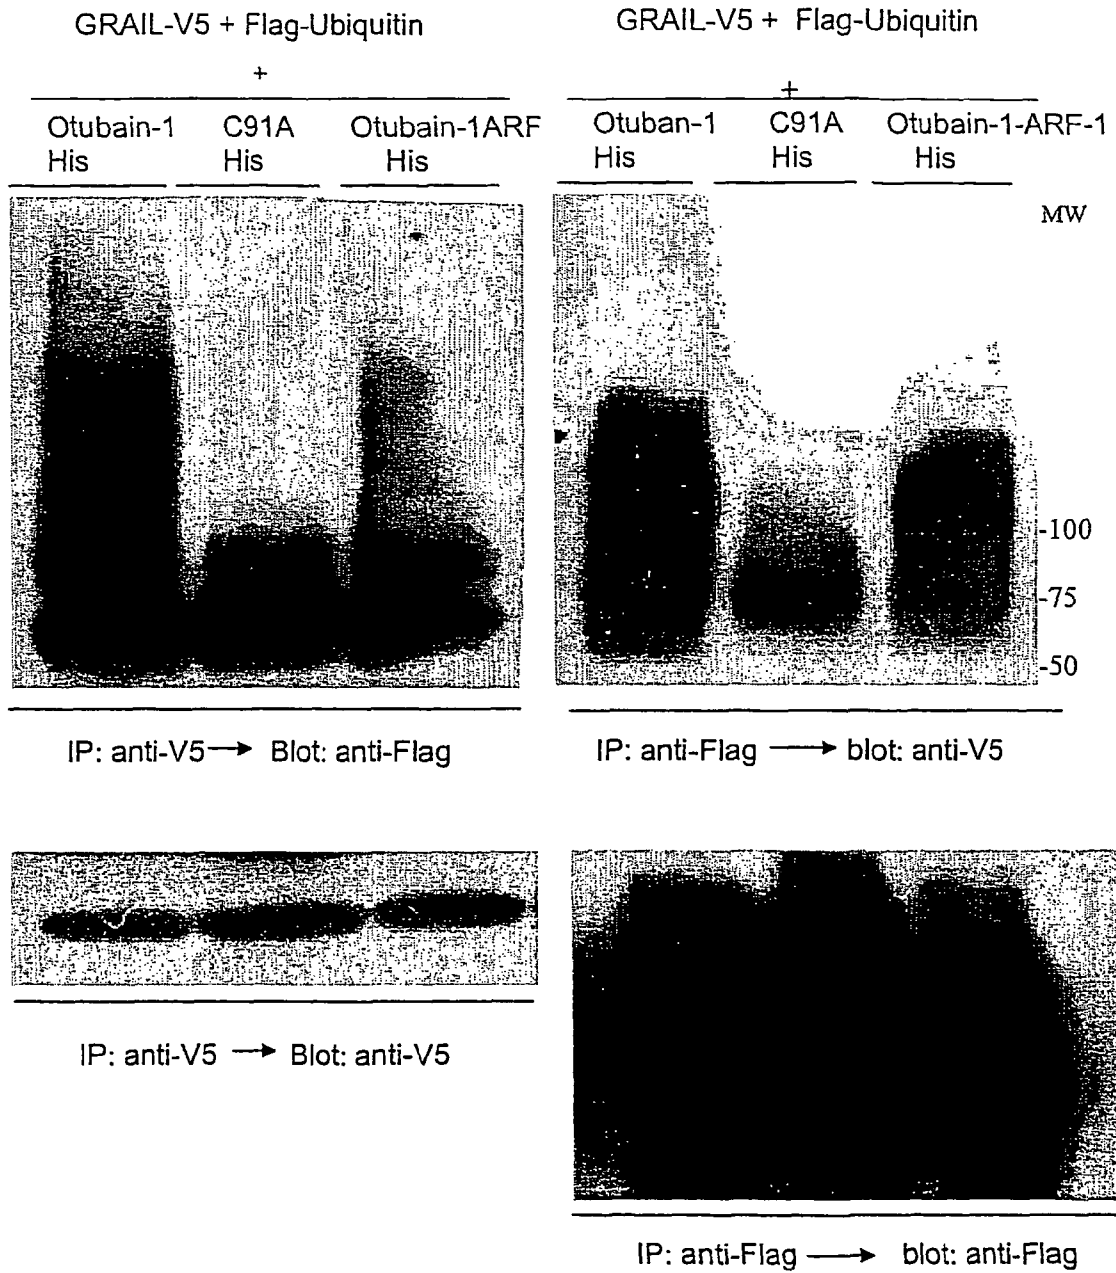 GRAIL-V5 + Flag-Ubiquitin
+
Otubain-1 C91A Otubain-1ARF
His His His
IP: anti-V5 → Blot: anti-Flag
GRAIL-V5 + Flag-Ubiquitin
+
Otuban-1 C91A Otubain-1-ARF-1
His His His
MW
-100
-75
-50
IP: anti-Flag → blot: anti-V5
IP: anti-V5 → Blot: anti-V5
IP: anti-Flag → blot: anti-Flag